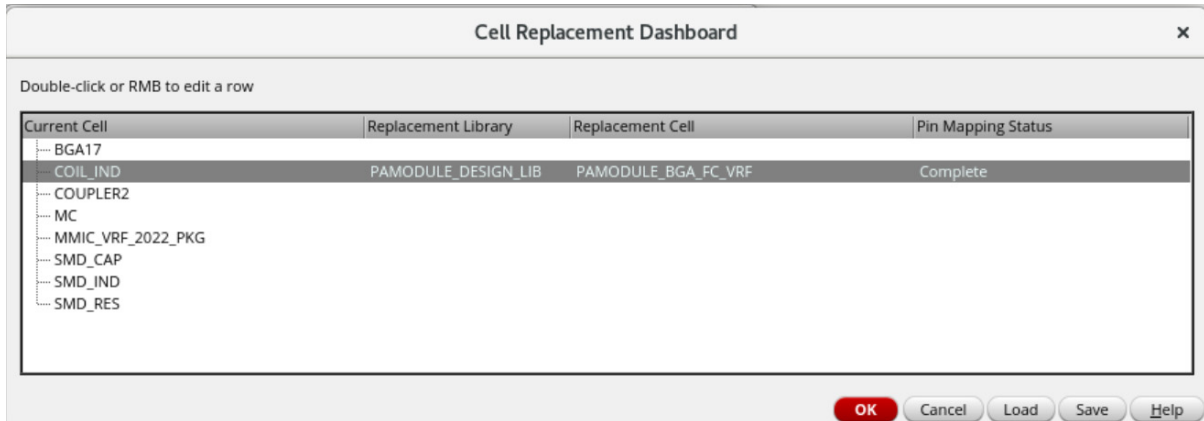 Cell Replacement Dashboard ×
Double-click or RMB to edit a row
Current Cell Replacement Library Replacement Cell Pin Mapping Status
BGA17
COIL_IND PAMODULE_DESIGN_LIB PAMODULE_BGA_FC_VRF Complete
COUPLER2
MC
MMIC_VRF_2022_PKG
SMD_CAP
SMD_IND
SMD_RES
OK Cancel Load Save Help